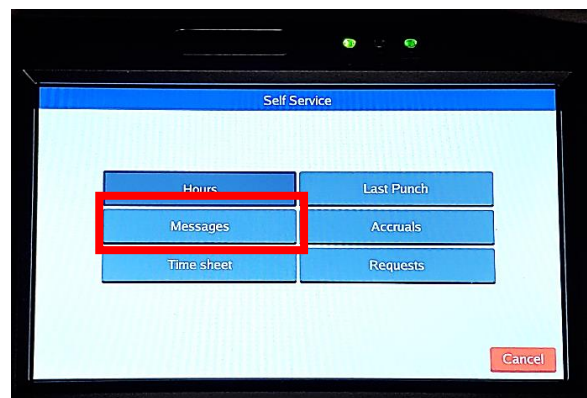 Self Service
Hours Last Punch
Messages Accruals
Time sheet Requests
Cancel